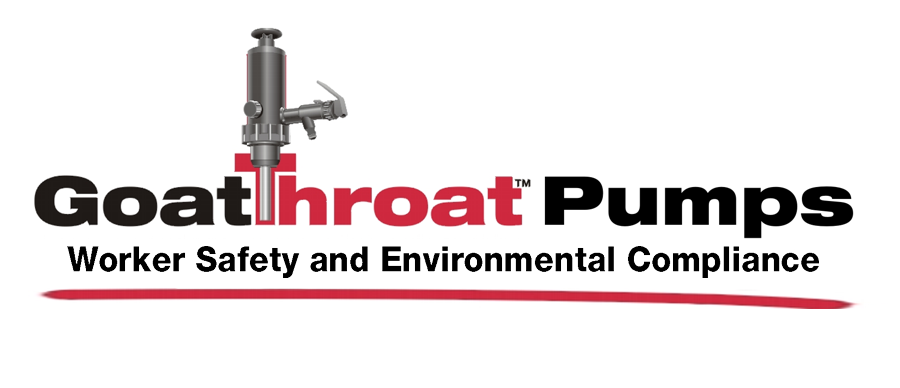 GoatThroat™ Pumps
Worker Safety and Environmental Compliance